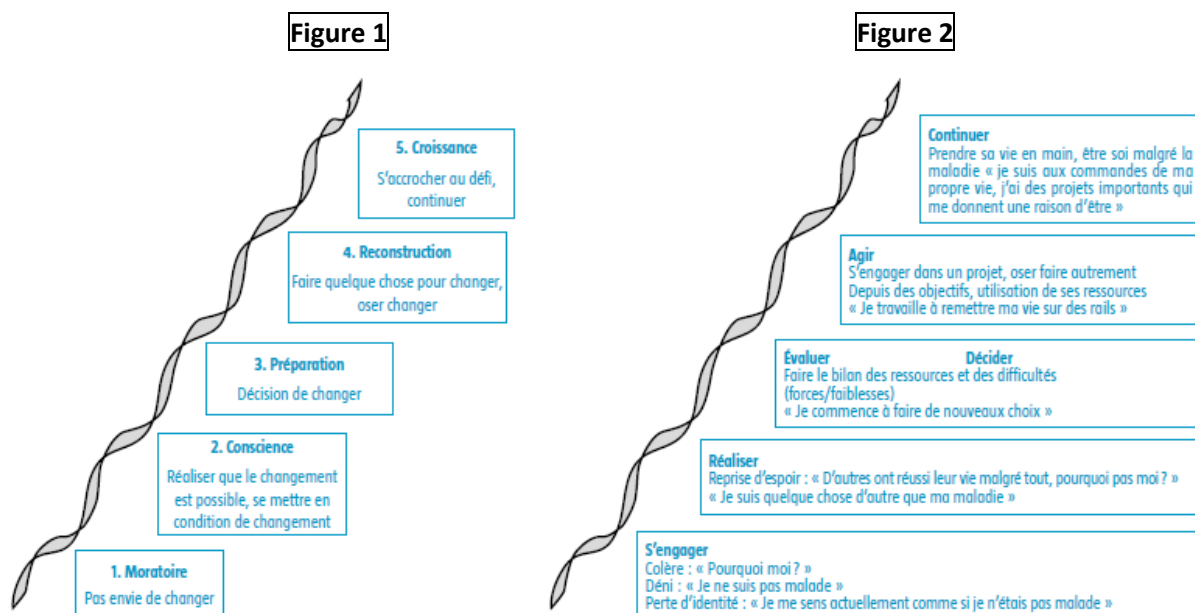 Figure 1
5. Croissance
S'accrocher au défi,
continuer
4. Reconstruction
Faire quelque chose pour changer,
oser changer
3. Préparation
Décision de changer
2. Conscience
Réaliser que le changement
est possible, se mettre en
condition de changement
1. Moratoire
Pas envie de changer
Figure 2
Continuer
Prendre sa vie en main, être soi malgré la
maladie « je suis aux commandes de ma
propre vie, j'ai des projets importants qui
me donnent une raison d'être »
Agir
S'engager dans un projet, oser faire autrement
Depuis des objectifs, utilisation de ses ressources
« Je travaille à remettre ma vie sur des rails »
Évaluer Décider
Faire le bilan des ressources et des difficultés
(forces/faiblesses)
« Je commence à faire de nouveaux choix »
Réaliser
Reprise d'espoir : « D'autres ont réussi leur vie malgré tout, pourquoi pas moi ? »
« Je suis quelque chose d'autre que ma maladie »
S'engager
Colère : « Pourquoi moi ? »
Déni : « Je ne suis pas malade »
Perte d'identité : « Je me sens actuellement comme si je n'étais pas malade »